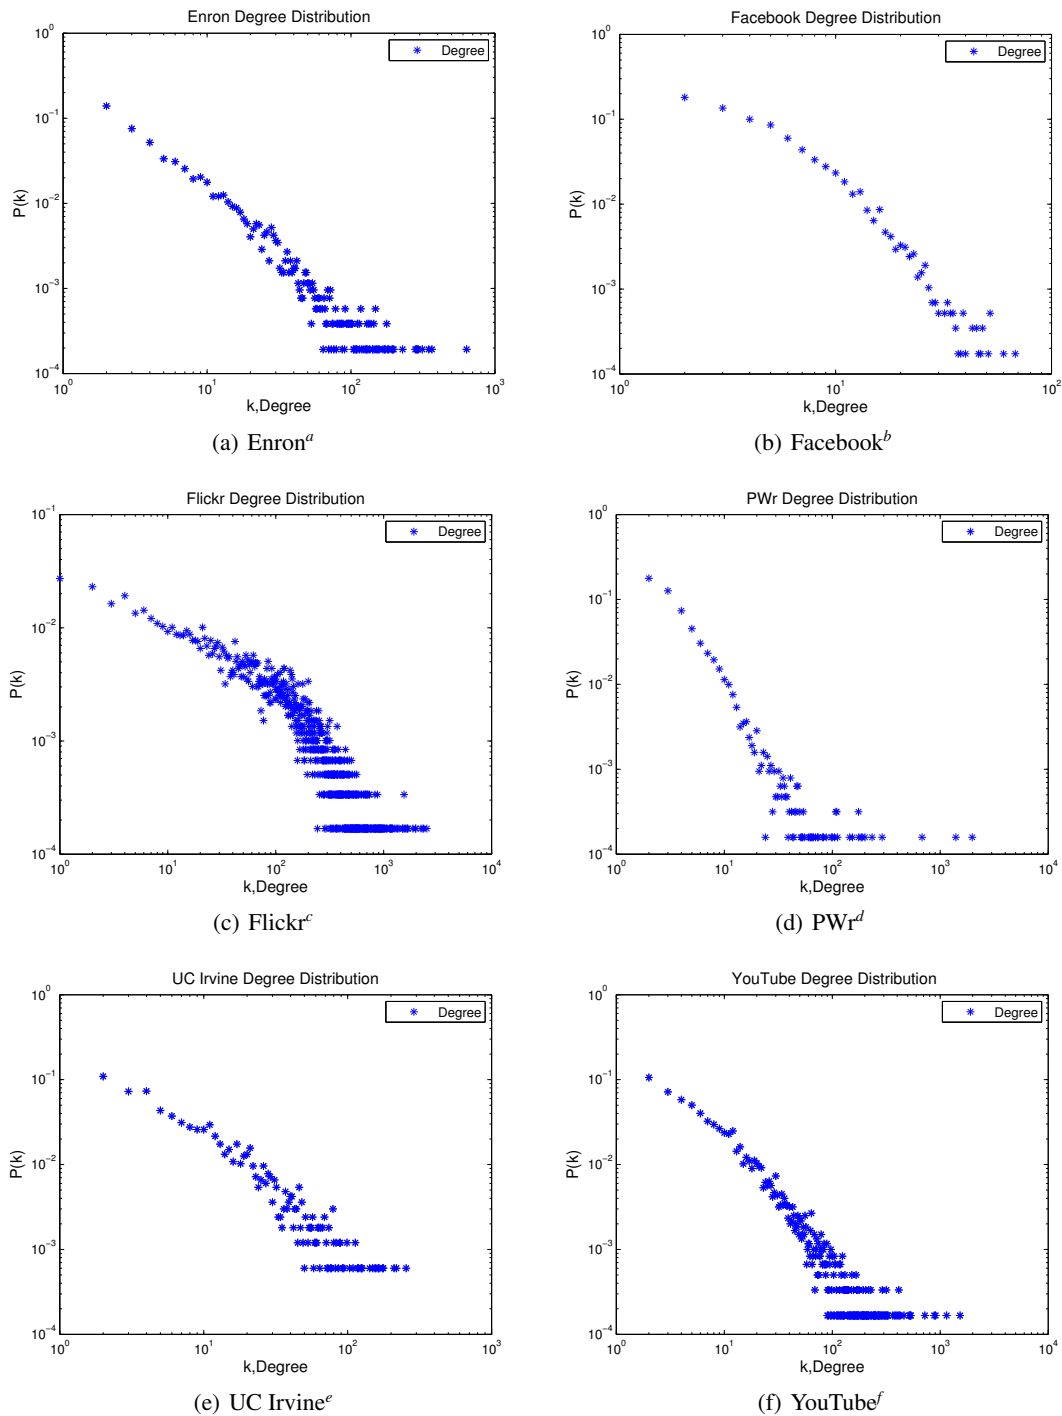 Enron Degree Distribution
10^0
Degree
10^-1
10^-2
P(k)
10^-3
10^-4
10^0 10^1 10^2 10^3
k,Degree
(a) Enron^a
Facebook Degree Distribution
10^0
Degree
10^-1
10^-2
P(k)
10^-3
10^-4
10^0 10^1 10^2
k,Degree
(b) Facebook^b
Flickr Degree Distribution
10^-1
Degree
10^-2
P(k)
10^-3
10^-4
10^0 10^1 10^2 10^3 10^4
k,Degree
(c) Flickr^c
PWr Degree Distribution
10^0
Degree
10^-1
10^-2
P(k)
10^-3
10^-4
10^0 10^1 10^2 10^3 10^4
k,Degree
(d) PWr^d
UC Irvine Degree Distribution
10^0
Degree
10^-1
10^-2
P(k)
10^-3
10^-4
10^0 10^1 10^2 10^3
k,Degree
(e) UC Irvine^e
YouTube Degree Distribution
10^0
Degree
10^-1
10^-2
P(k)
10^-3
10^-4
10^0 10^1 10^2 10^3 10^4
k,Degree
(f) YouTube^f